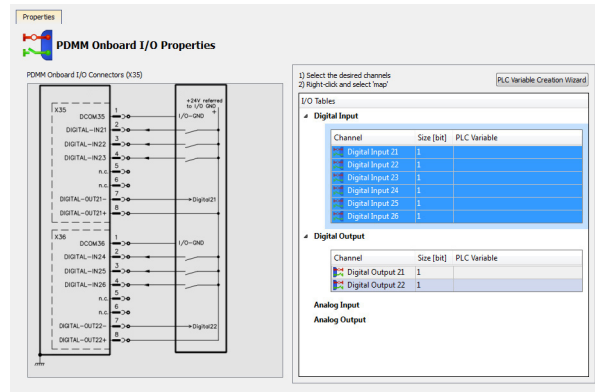 Properties
PDMM Onboard I/O Properties
PDMM Onboard I/O Connectors (X35)
1) Select the desired channels
2) Right-click and select 'map'
PLC Variable Creation Wizard
+24V referred
to I/O GND
+
X35
DCOM35 1 I/O-GND
DIGITAL-IN21 2
DIGITAL-IN22 3
DIGITAL-IN23 4
n.c. 5
n.c. 6
DIGITAL-OUT21- 7 Digital21
DIGITAL-OUT21+ 8
X36
DCOM36 1 I/O-GND
DIGITAL-IN24 2
DIGITAL-IN25 3
DIGITAL-IN26 4
n.c. 5
n.c. 6
DIGITAL-OUT22- 7 Digital22
DIGITAL-OUT22+ 8
I/O Tables
Digital Input
Channel Size [bit] PLC Variable
Digital Input 21 1
Digital Input 22 1
Digital Input 23 1
Digital Input 24 1
Digital Input 25 1
Digital Input 26 1
Digital Output
Channel Size [bit] PLC Variable
Digital Output 21 1
Digital Output 22 1
Analog Input
Analog Output